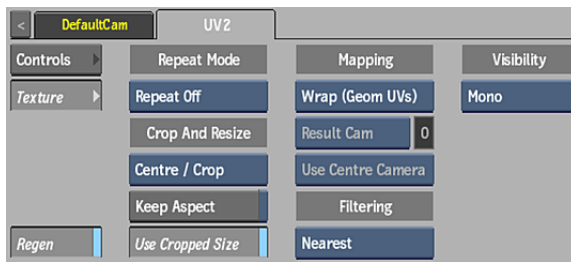 < DefaultCam UV2
Controls Repeat Mode Mapping Visibility
Texture Repeat Off Wrap (Geom UVs) Mono
Crop And Resize Result Cam 0
Centre / Crop Use Centre Camera
Keep Aspect Filtering
Regen Use Cropped Size Nearest